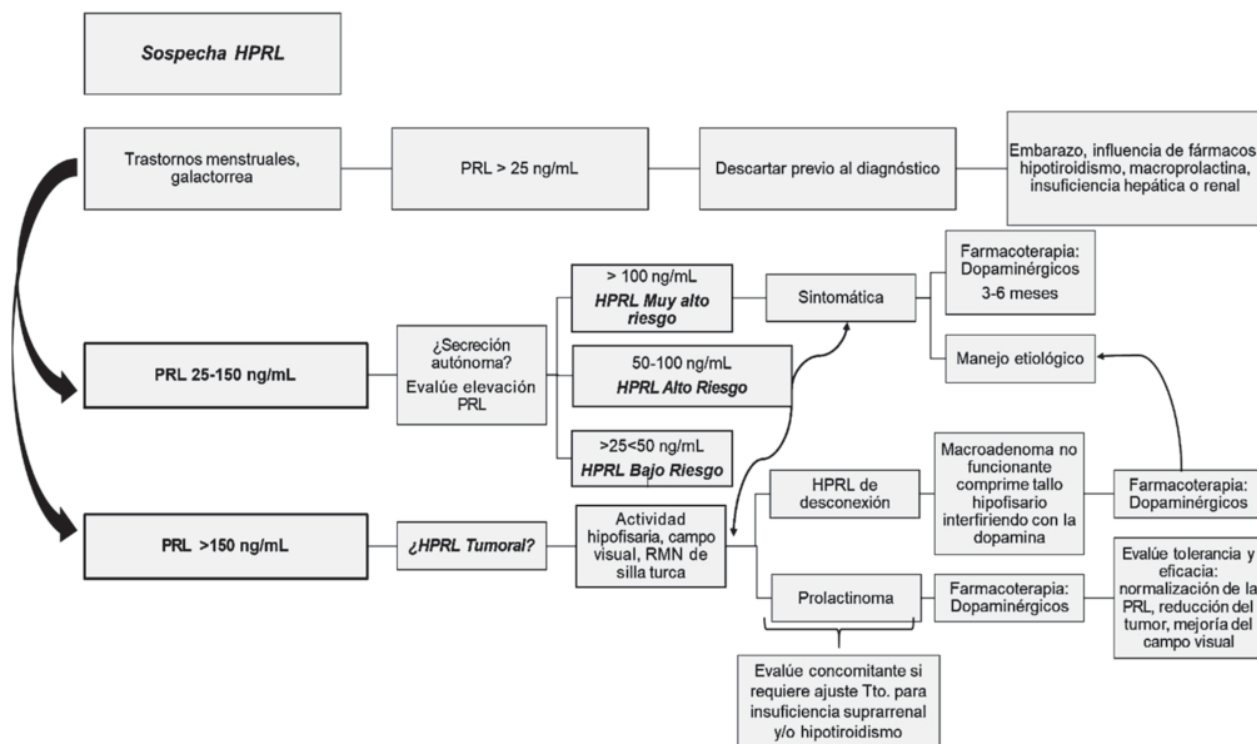 Sospecha HPRL
Trastornos menstruales,
galactorrea
PRL > 25 ng/mL
Descartar previo al diagnóstico
Embarazo, influencia de fármacos
hipotiroidismo, macroprolactina,
insuficiencia hepática o renal
PRL 25-150 ng/mL
¿Secreción
autónoma?
Evalúe elevación
PRL
> 100 ng/mL
HPRL Muy alto
riesgo
50-100 ng/mL
HPRL Alto Riesgo
>25<50 ng/mL
HPRL Bajo Riesgo
Sintomática
Farmacoterapia:
Dopaminérgicos
3-6 meses
Manejo etiológico
PRL >150 ng/mL
¿HPRL Tumoral?
Actividad
hipofisaria, campo
visual, RMN de
silla turca
HPRL de
desconexión
Macroadenoma no
funcionante
comprime tallo
hipofisario
interfiriendo con la
dopamina
Farmacoterapia:
Dopaminérgicos
Prolactinoma
Farmacoterapia:
Dopaminérgicos
Evalúe tolerancia y
eficacia:
normalización de la
PRL, reducción del
tumor, mejoría del
campo visual
Evalúe concomitante si
requiere ajuste Tto. para
insuficiencia suprarrenal
y/o hipotiroidismo